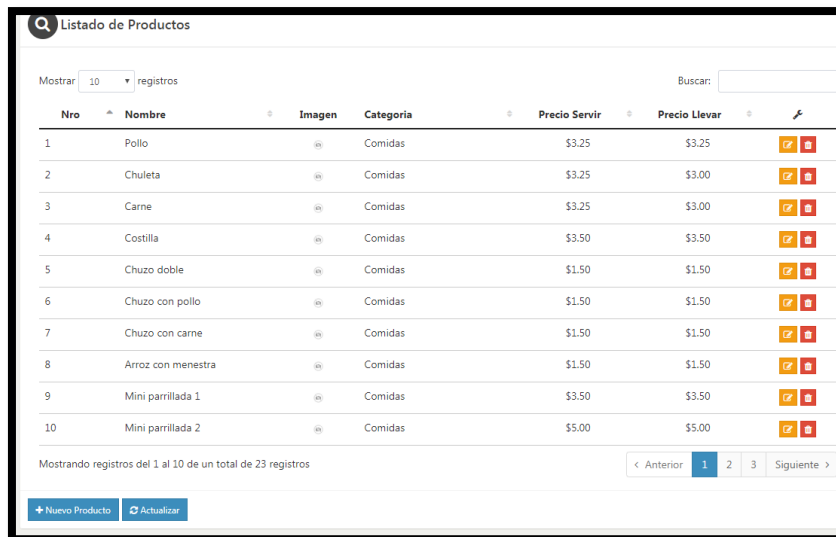 Listado de Productos
Mostrar 10 registros Buscar:
Nro Nombre Imagen Categoria Precio Servir Precio Llevar
1 Pollo Comidas $3.25 $3.25
2 Chuleta Comidas $3.25 $3.00
3 Carne Comidas $3.25 $3.00
4 Costilla Comidas $3.50 $3.50
5 Chuzo doble Comidas $1.50 $1.50
6 Chuzo con pollo Comidas $1.50 $1.50
7 Chuzo con carne Comidas $1.50 $1.50
8 Arroz con menestra Comidas $1.50 $1.50
9 Mini parrillada 1 Comidas $3.50 $3.50
10 Mini parrillada 2 Comidas $5.00 $5.00
Mostrando registros del 1 al 10 de un total de 23 registros ‹ Anterior 1 2 3 Siguiente ›
Nuevo Producto Actualizar